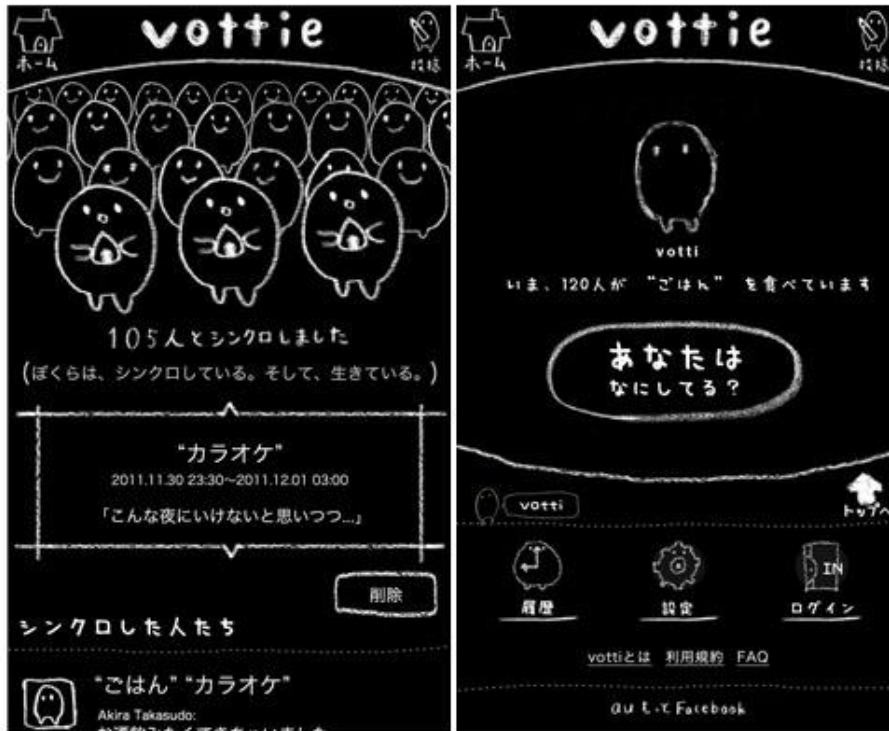 vottie
ホーム
投稿
105人とシンクロしました
(ぼくらは、シンクロしている。そして、生きている。)
“カラオケ”
2011.11.30 23:30~2011.12.01 03:00
「こんな夜にいけないと思いつつ...」
削除
シンクロした人たち
“ごはん” “カラオケ”
Akira Takasudo:
vottie
ホーム
投稿
votti
いま、120人が “ごはん” を食べています
あなたは
なにしてる?
votti
トップへ
履歴
設定
IN
ログイン
vottiとは 利用規約 FAQ
au もって Facebook